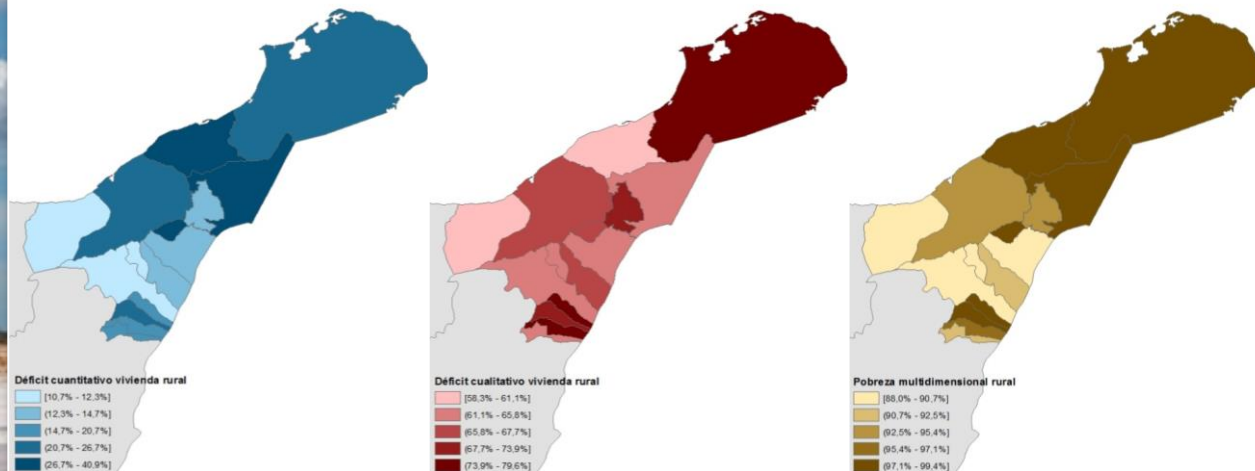 Déficit cuantitativo vivienda rural
[10,7% - 12,3%]
(12,3% - 14,7%]
(14,7% - 20,7%]
(20,7% - 26,7%]
(26,7% - 40,9%]
Déficit cualitativo vivienda rural
[58,3% - 61,1%]
(61,1% - 65,8%]
(65,8% - 67,7%]
(67,7% - 73,9%]
(73,9% - 79,6%]
Pobreza multidimensional rural
[88,0% - 90,7%]
(90,7% - 92,5%]
(92,5% - 95,4%]
(95,4% - 97,1%]
(97,1% - 99,4%]